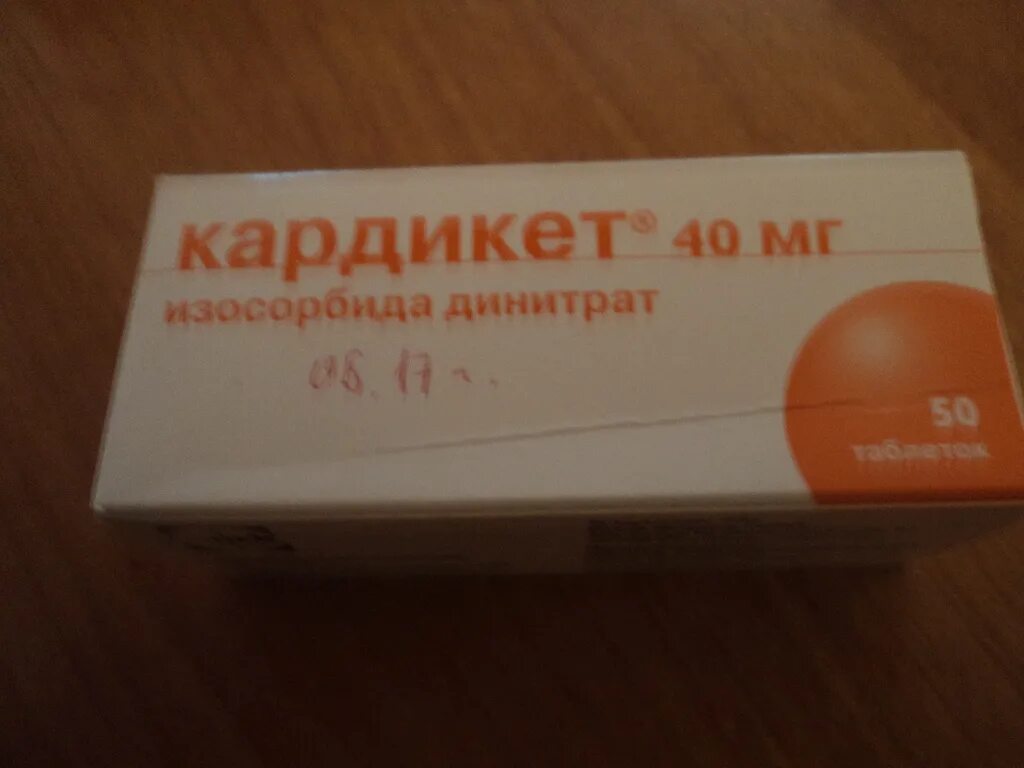 кардикет® 40 мг
изосорбида динитрат
08.17 г.
50
таблеток